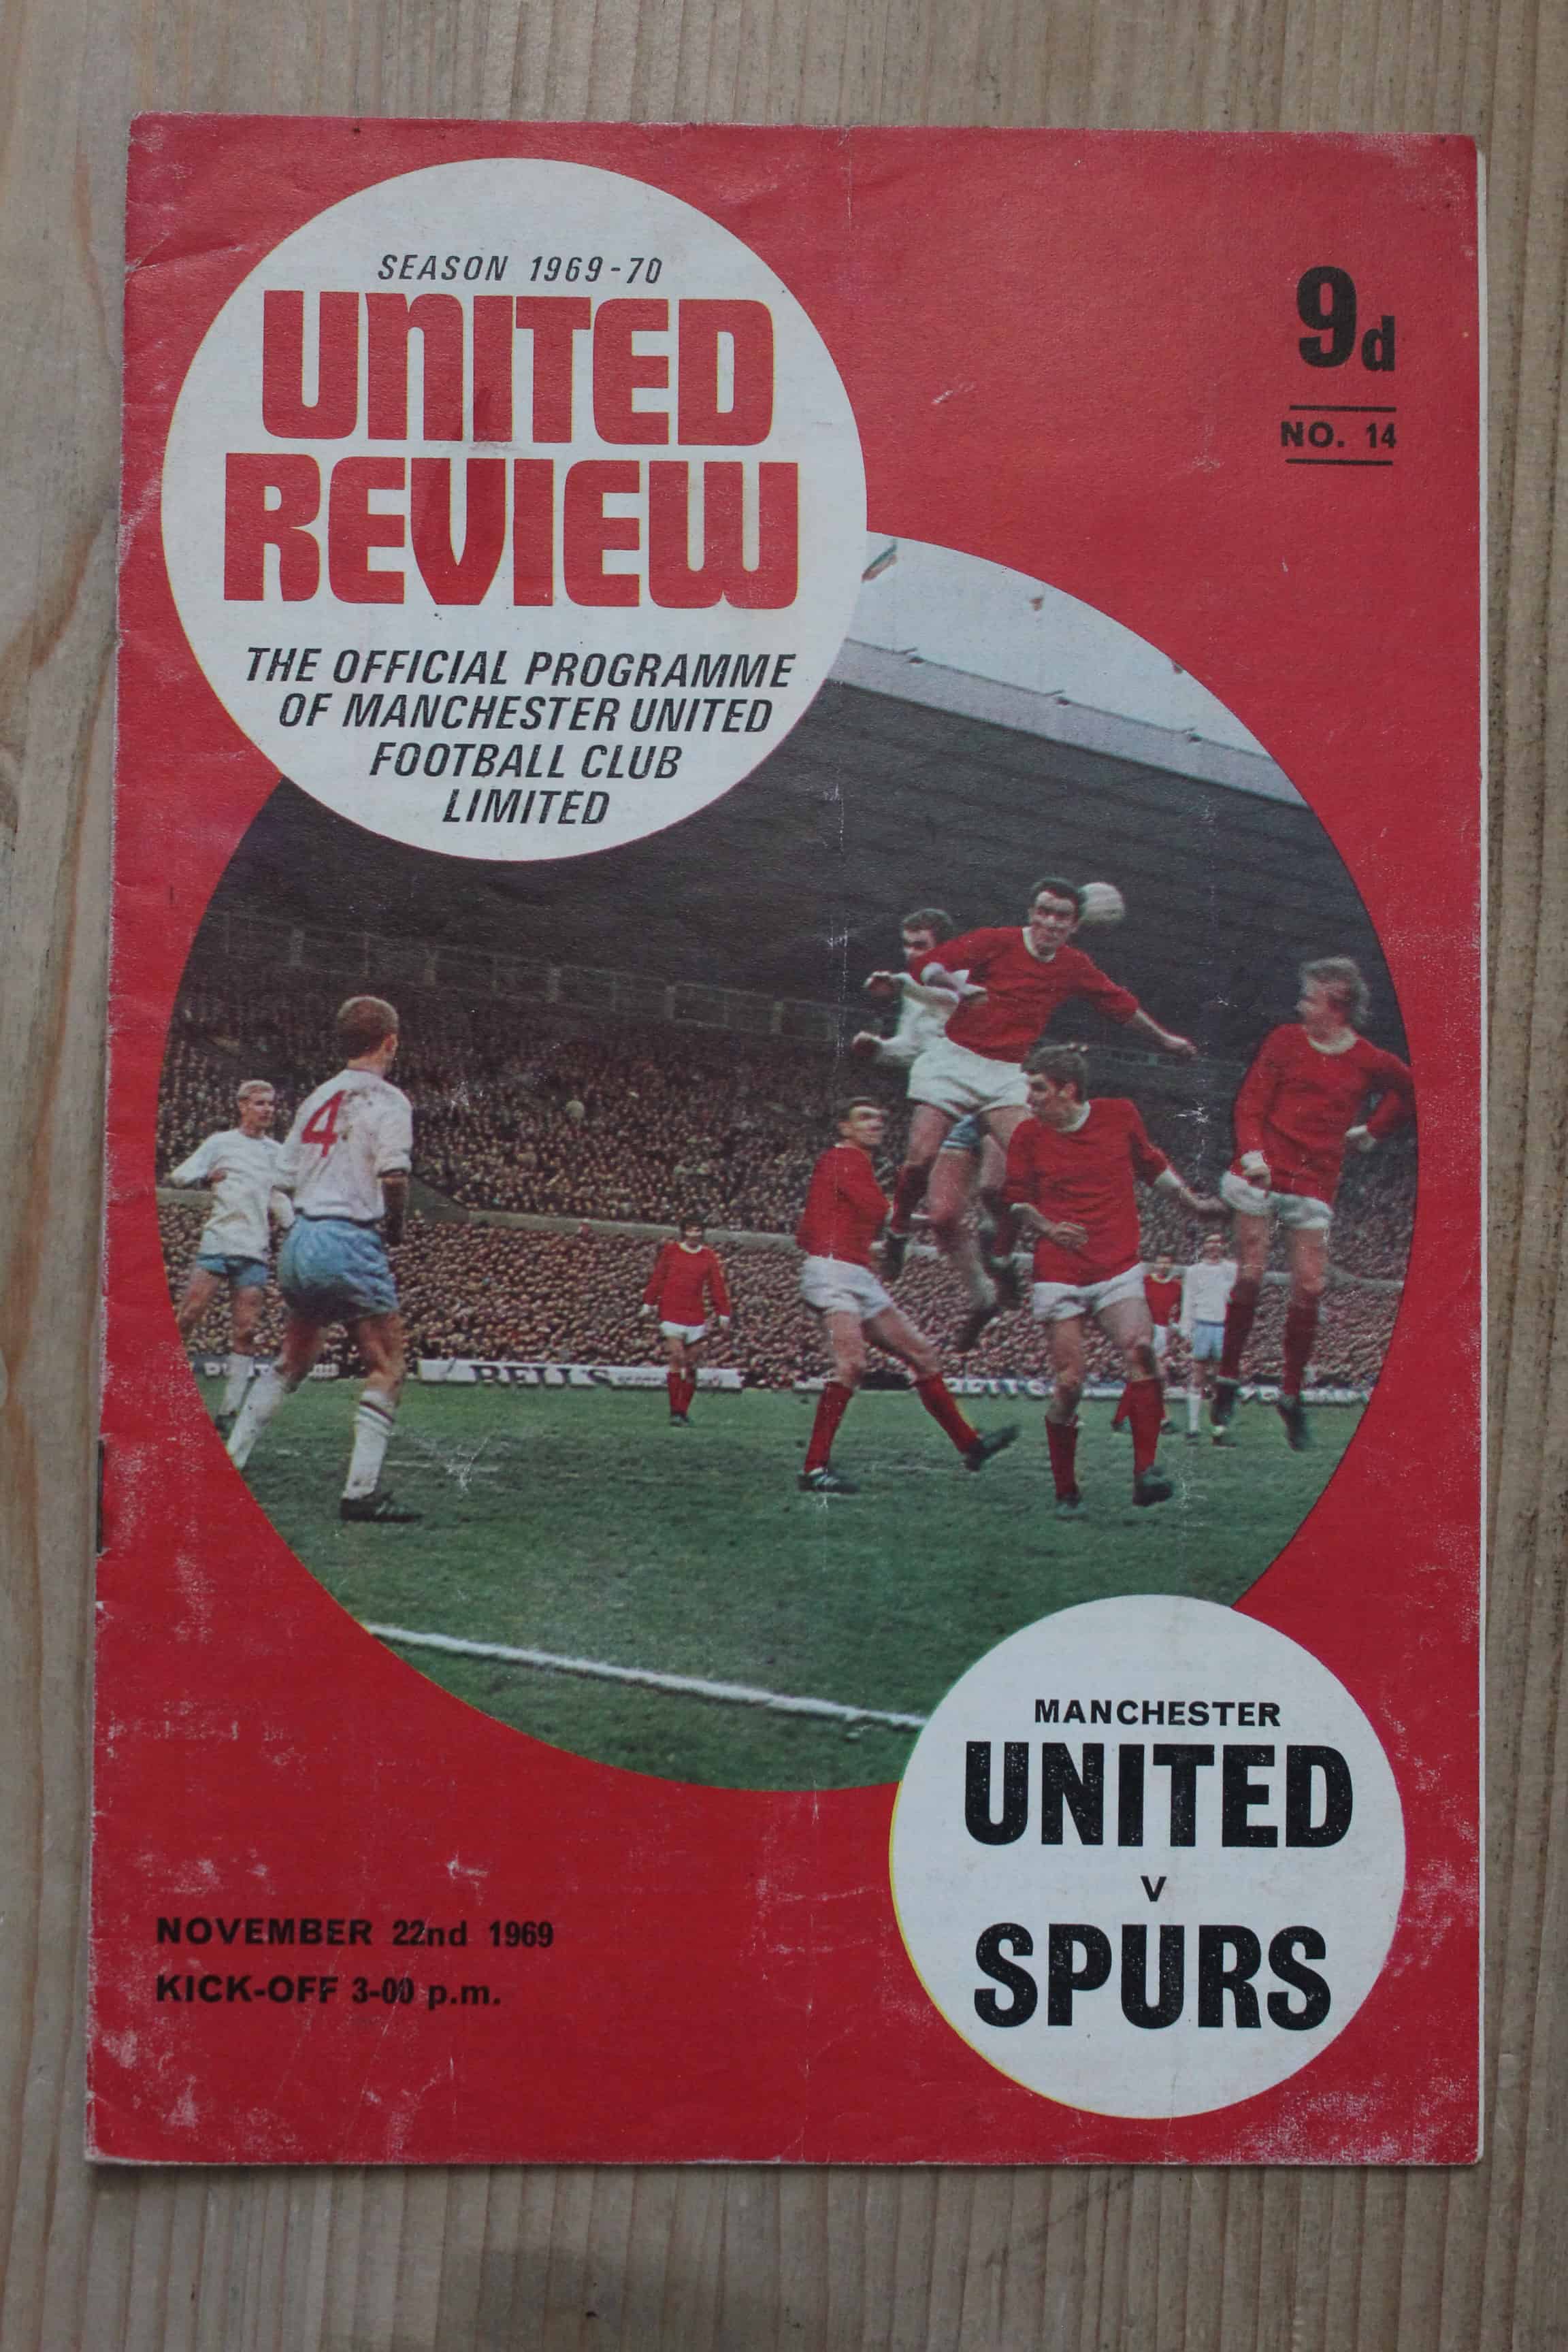 SEASON 1969-70
UNITED
REVIEW
THE OFFICIAL PROGRAMME
OF MANCHESTER UNITED
FOOTBALL CLUB
LIMITED
9d
NO. 14
4
BELL'S
MANCHESTER
UNITED
V
SPURS
NOVEMBER 22nd 1969
KICK-OFF 3-00 p.m.